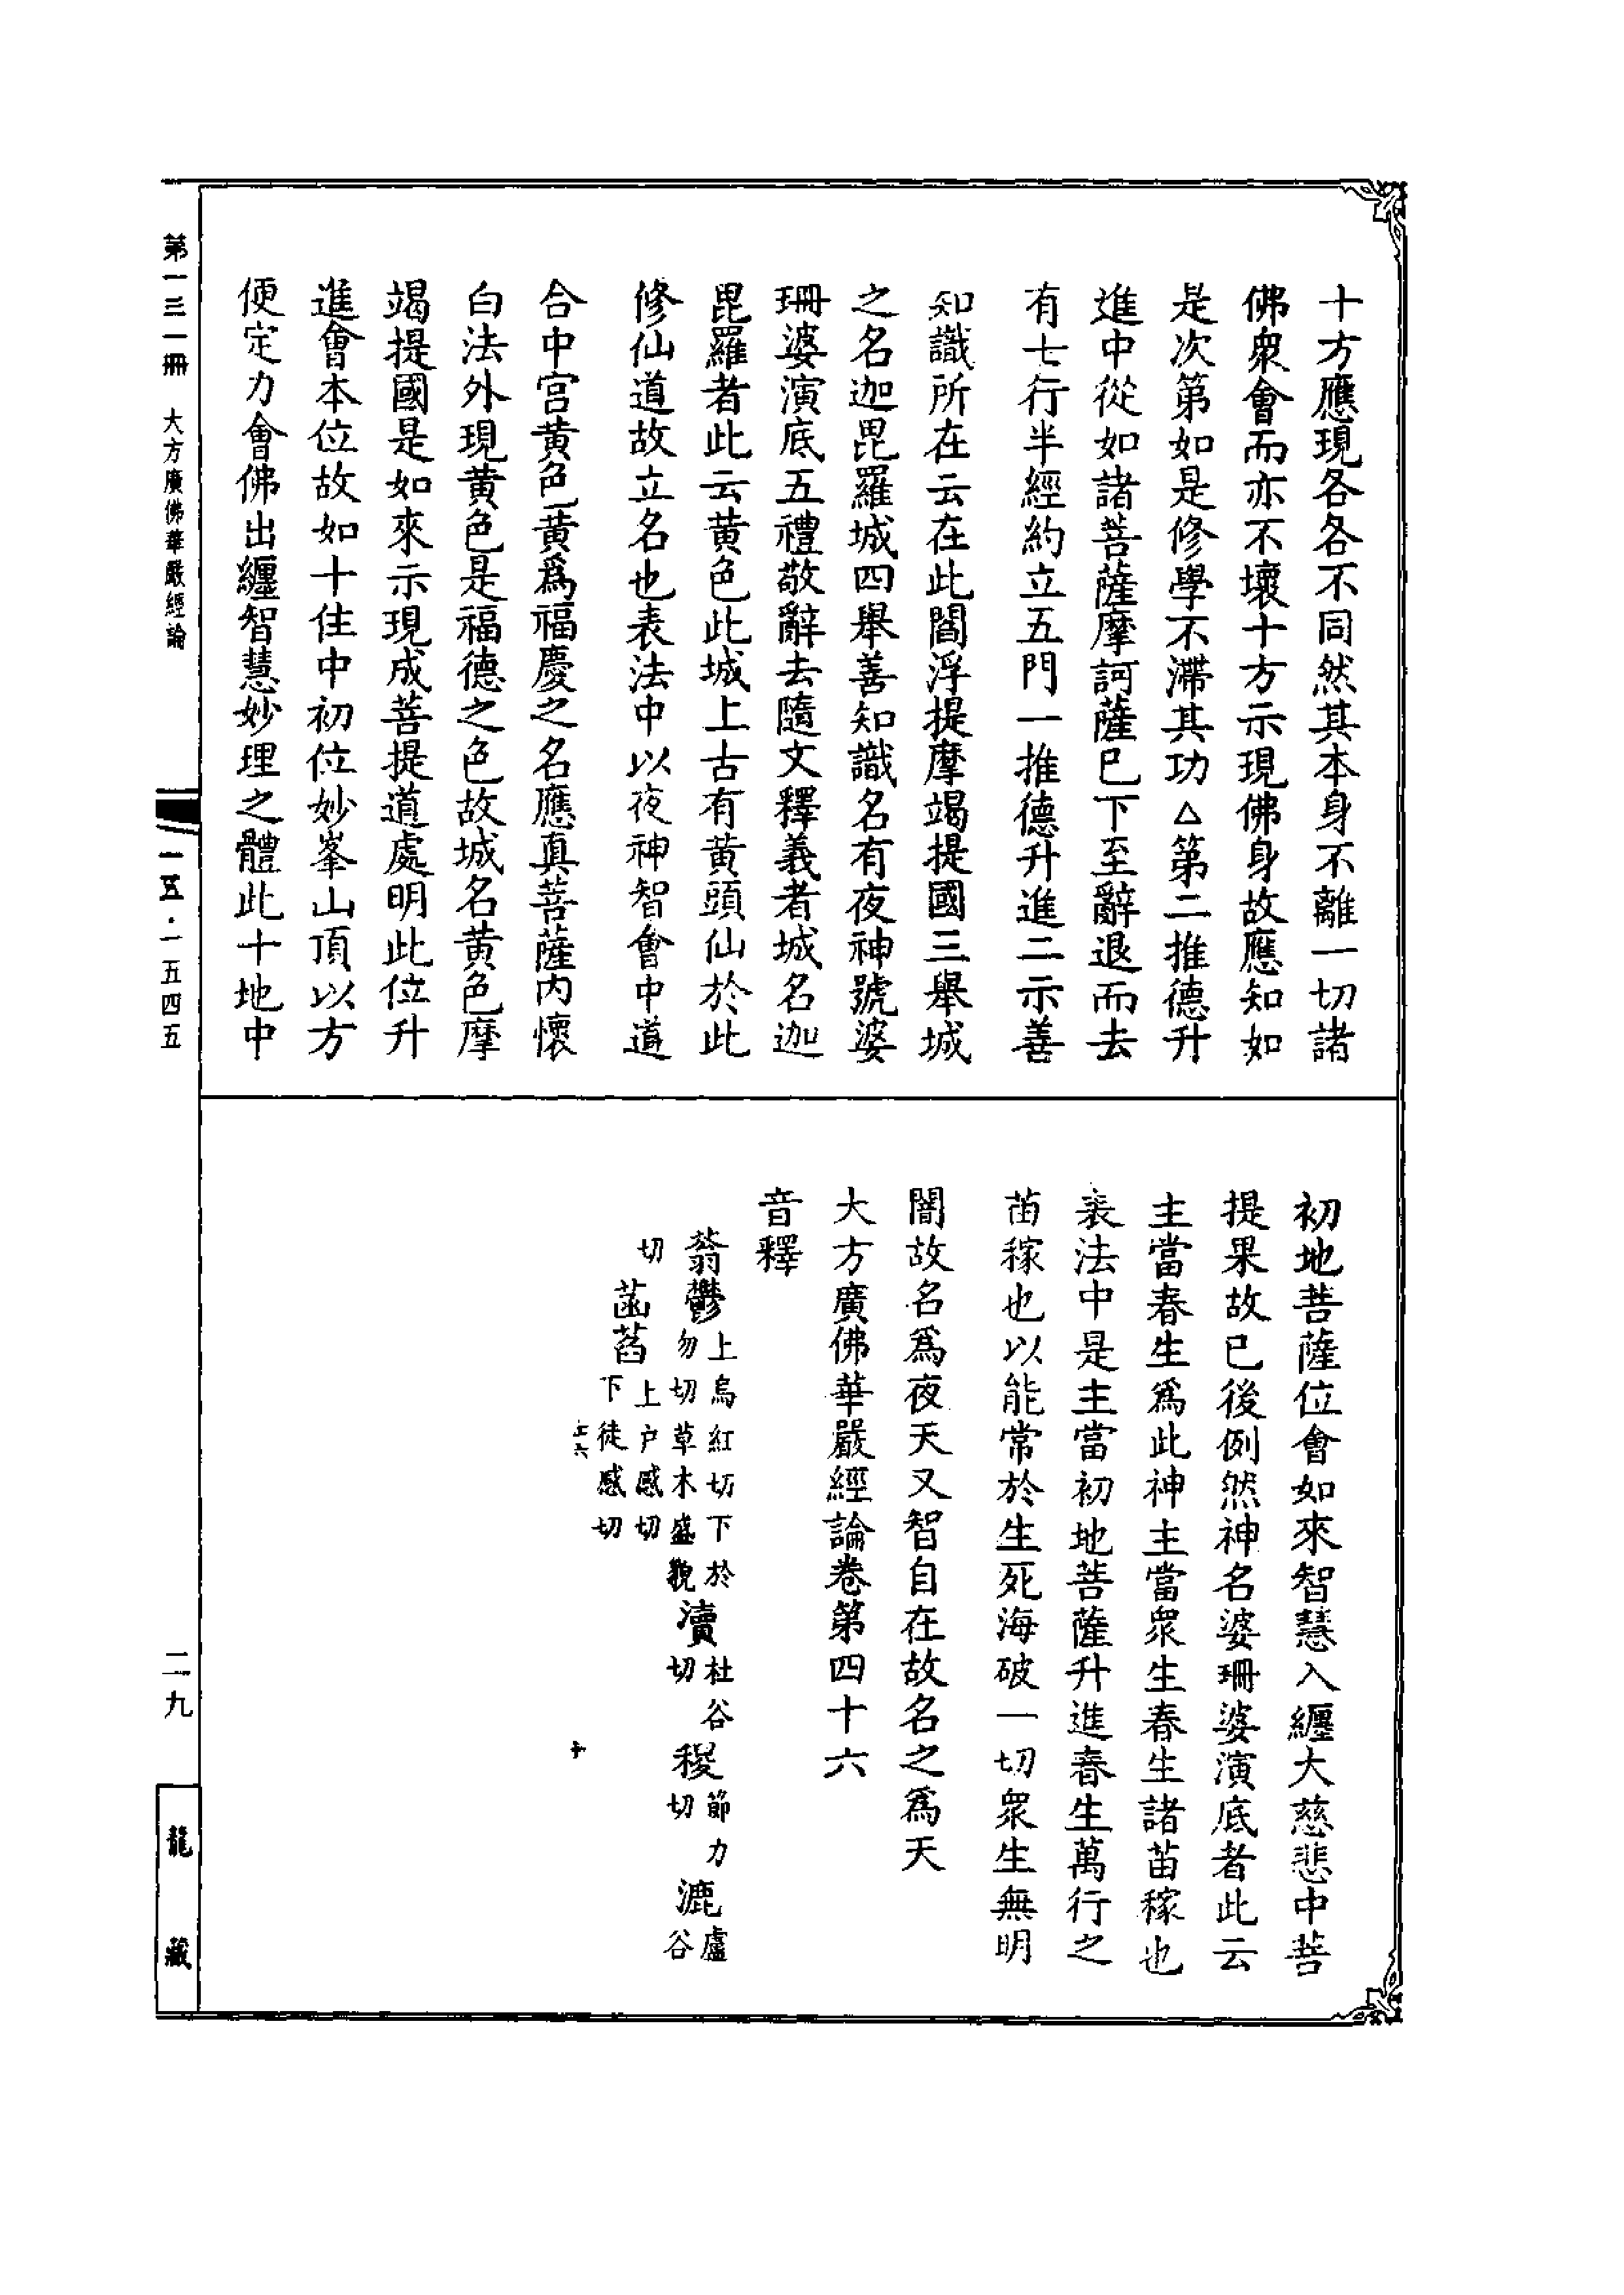 十方應現各各不同然其本身不離一切諸
佛衆會而亦不壞十方示現佛身故應知如
是次第如是修學不滯其功△第二推德升
進中從如諸菩薩摩訶薩已下至辭退而去
有七行半經約立五門一推德升進二示善
知識所在云在此閻浮提摩竭提國三舉城
之名迦毘羅城四舉善知識名有夜神號婆
珊婆演底五禮敬辭去隨文釋義者城名迦
毘羅者此云黄色此城上古有黄頭仙於此
修仙道故立名也表法中以夜神智會中道
合中宫黄色黄爲福慶之名應真菩薩内懷
白法外現黄色是福德之色故城名黄色摩
竭提國是如來示現成菩提道處明此位升
進會本位故如十住中初位妙峯山頂以方
便定力會佛出纏智慧妙理之體此十地中
初地菩薩位會如來智慧入纏大慈悲中菩
提果故已後例然神名婆珊婆演底者此云
主當春生爲此神主當衆生春生諸苗稼也
表法中是主當初地菩薩升進春生萬行之
苗稼也以能常於生死海破一切衆生無明
闇故名爲夜天又智自在故名之爲天
大方廣佛華嚴經論卷第四十六
音釋
蓊鬱上烏紅切下於勿切草木盛貌瀆杜谷切稷節力切漉盧谷
切菡萏上户感切下徒感切
第一三一冊　大方廣佛華嚴經論
一五·一五四五
二九
龍藏